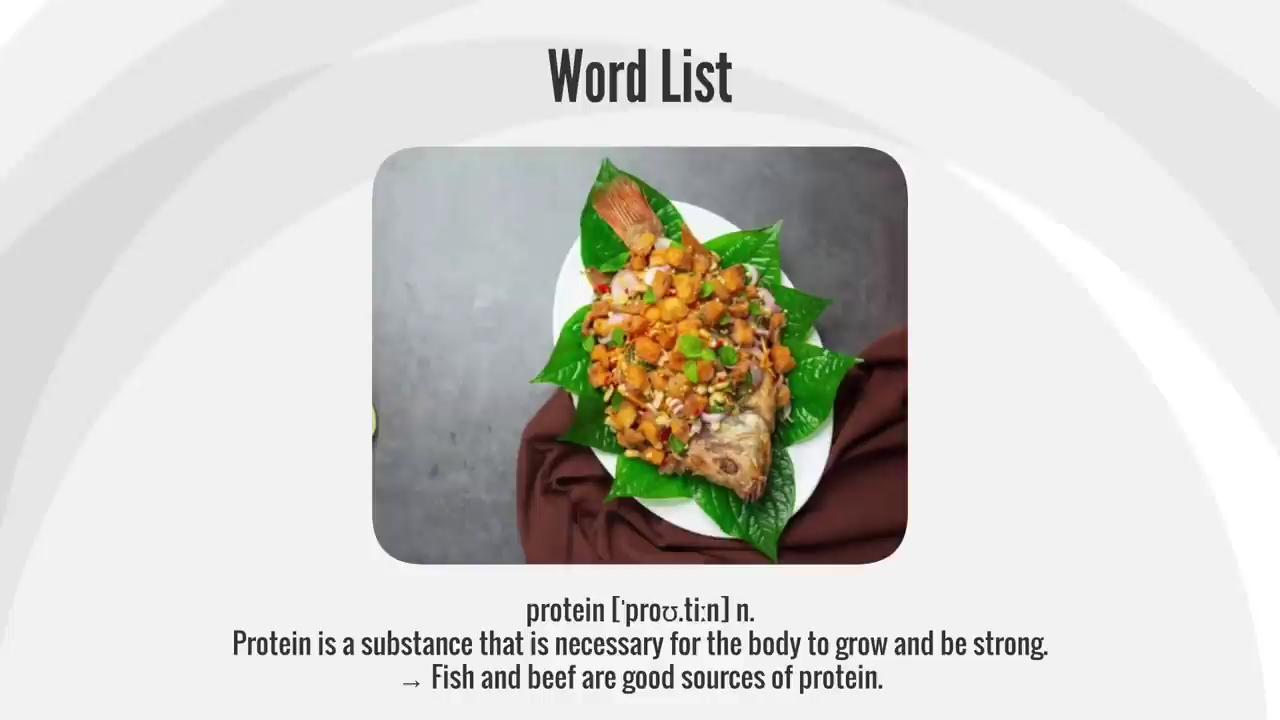 Word List
protein [ˈproʊ.tiːn] n.
Protein is a substance that is necessary for the body to grow and be strong.
→ Fish and beef are good sources of protein.